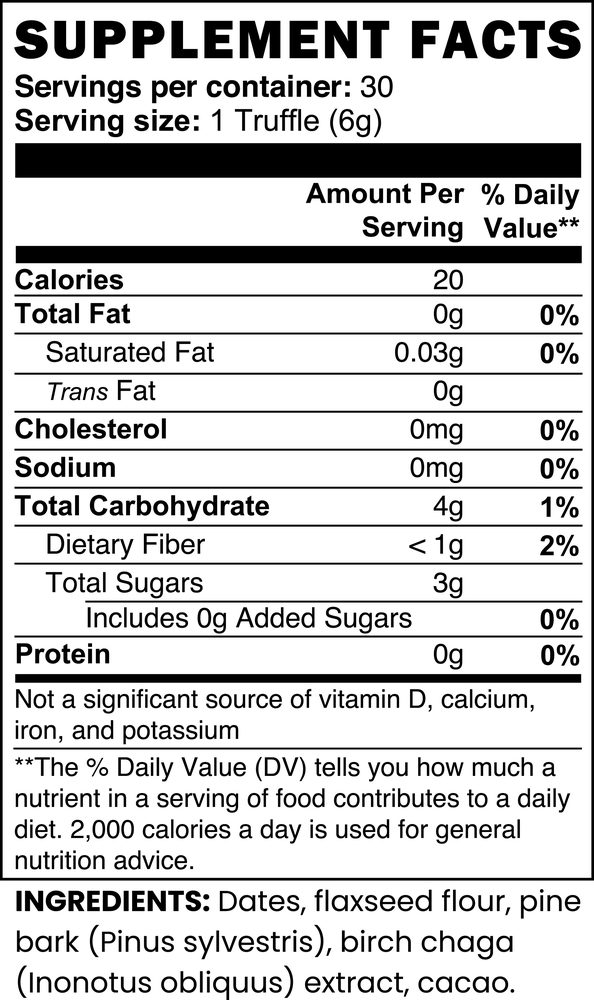 SUPPLEMENT FACTS
Servings per container: 30
Serving size: 1 Truffle (6g)
Amount Per % Daily
Serving Value**
Calories 20
Total Fat 0g 0%
Saturated Fat 0.03g 0%
Trans Fat 0g
Cholesterol 0mg 0%
Sodium 0mg 0%
Total Carbohydrate 4g 1%
Dietary Fiber < 1g 2%
Total Sugars 3g
Includes 0g Added Sugars 0%
Protein 0g 0%
Not a significant source of vitamin D, calcium,
iron, and potassium
**The % Daily Value (DV) tells you how much a
nutrient in a serving of food contributes to a daily
diet. 2,000 calories a day is used for general
nutrition advice.
INGREDIENTS: Dates, flaxseed flour, pine
bark (Pinus sylvestris), birch chaga
(Inonotus obliquus) extract, cacao.